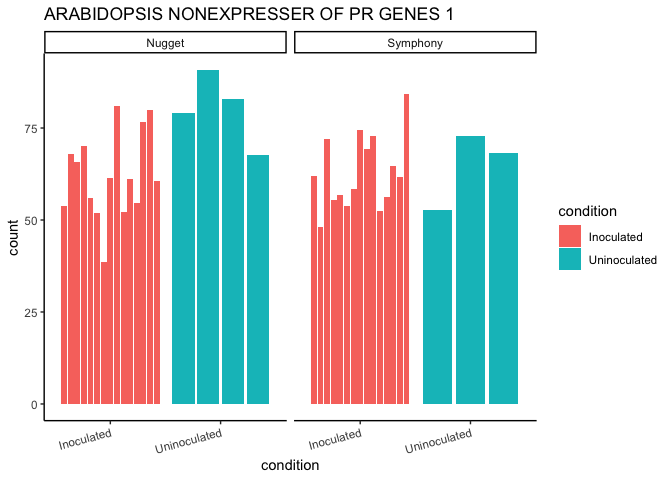 ARABIDOPSIS NONEXPRESSER OF PR GENES 1
Nugget
Symphony
75
50
25
0
count
Inoculated
Uninoculated
Inoculated
Uninoculated
condition
condition
Inoculated
Uninoculated